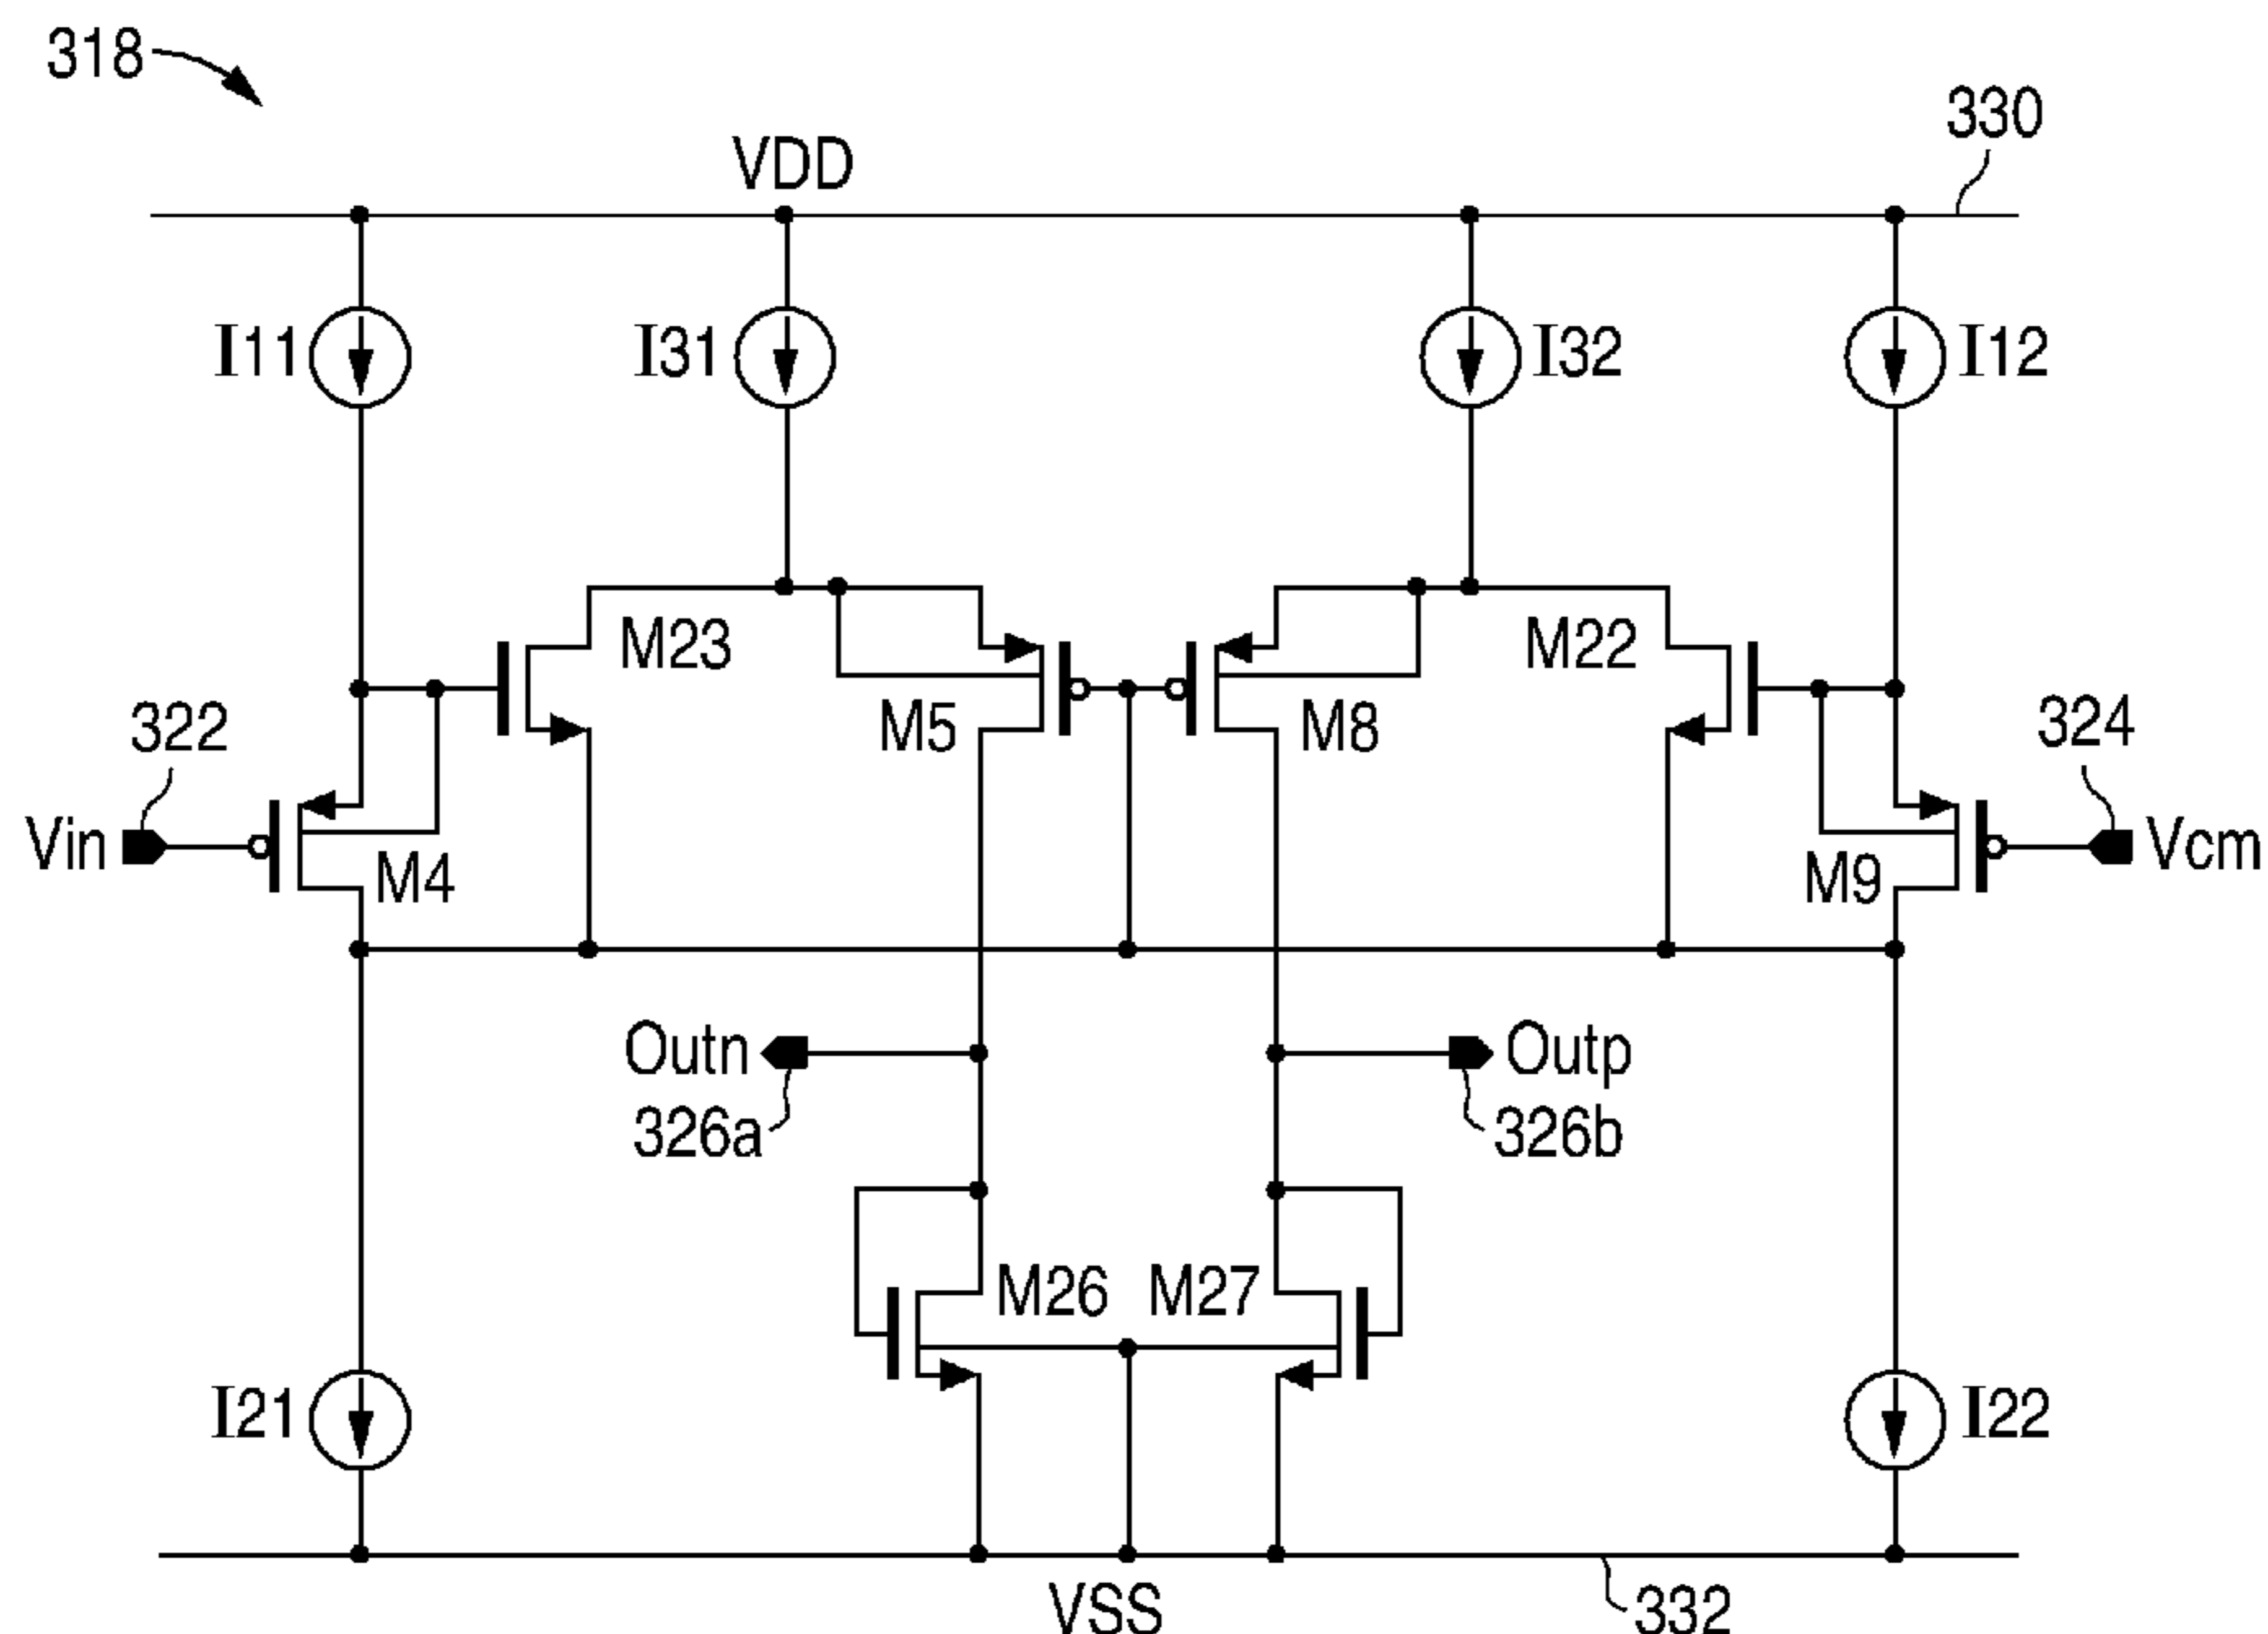 318
330
VDD
I11
I31
I32
I12
M23
M22
M5
M8
322
324
Vin
M4
M9
Vcm
Outn
Outp
326a
326b
M26
M27
I21
I22
VSS
332